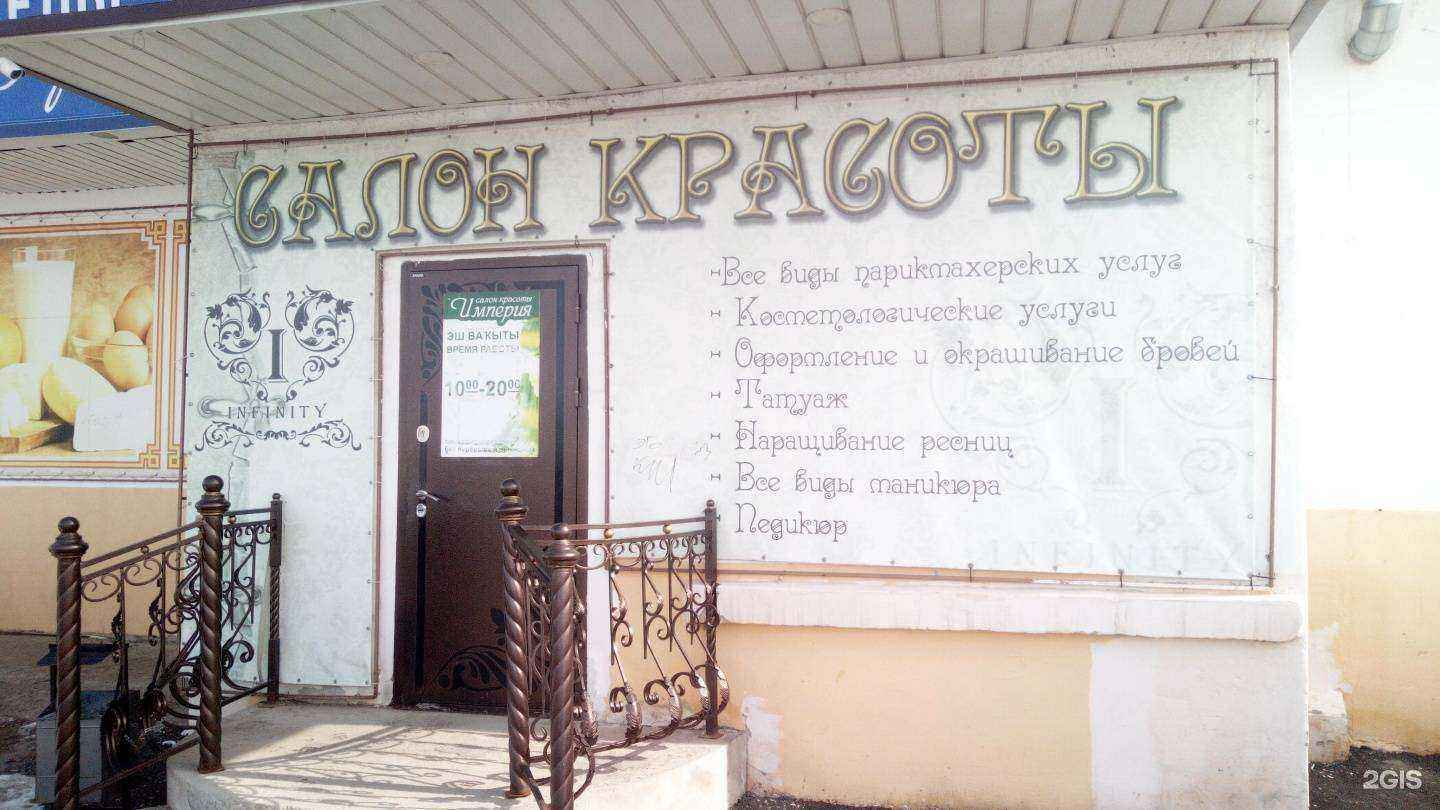 САЛОН КРАСОТЫ
Все виды парикмахерских услуг
Косметологические услуги
Оформление и окрашивание бровей
Татуаж
Наращивание ресниц
Все виды маникюра
Педикюр
I
INFINITY
салон красоты
Империя
ЭШ ВАКЫТЫ
ВРЕМЯ РАБОТЫ
10⁰⁰-20⁰⁰
I
INFINITY
2GIS